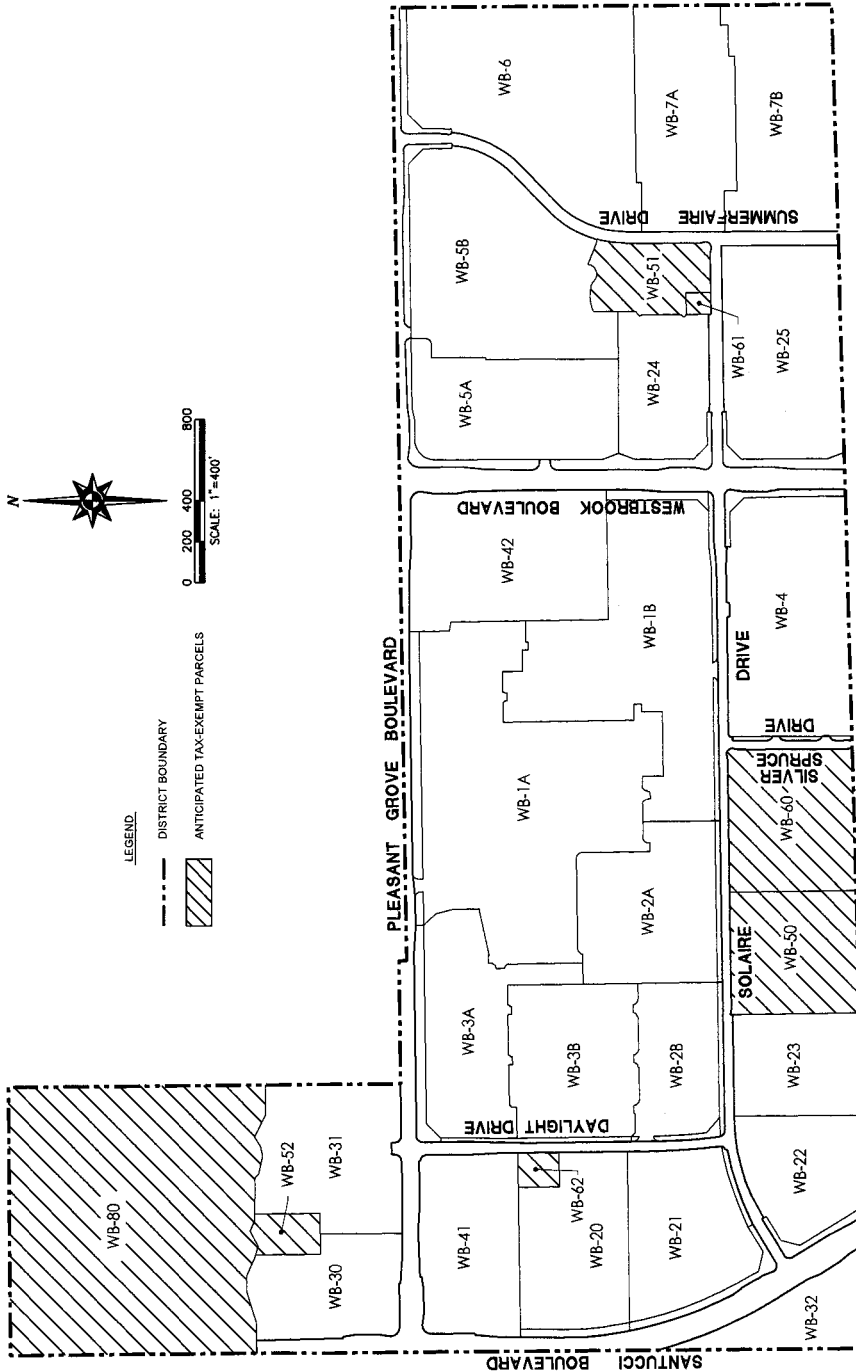 N
0 200 400 800
SCALE: 1"=400'
LEGEND
DISTRICT BOUNDARY
ANTICIPATED TAX-EXEMPT PARCELS
PLEASANT GROVE BOULEVARD
WB-80
WB-52
WB-31
WB-30
WB-41
WB-62
WB-20
WB-21
WB-22
WB-32
WB-23
SANTUCCI
BOULEVARD
DAYLIGHT DRIVE
WB-3A
WB-3B
WB-2B
WB-2A
WB-1A
WB-1B
WB-42
WESTBROOK BOULEVARD
SOLAIRE
DRIVE
WB-50
WB-60
SILVER
SPRUCE
DRIVE
WB-4
WB-5A
WB-5B
WB-24
WB-51
WB-61
WB-25
WB-6
WB-7A
WB-7B
SUMMERFAIRE DRIVE